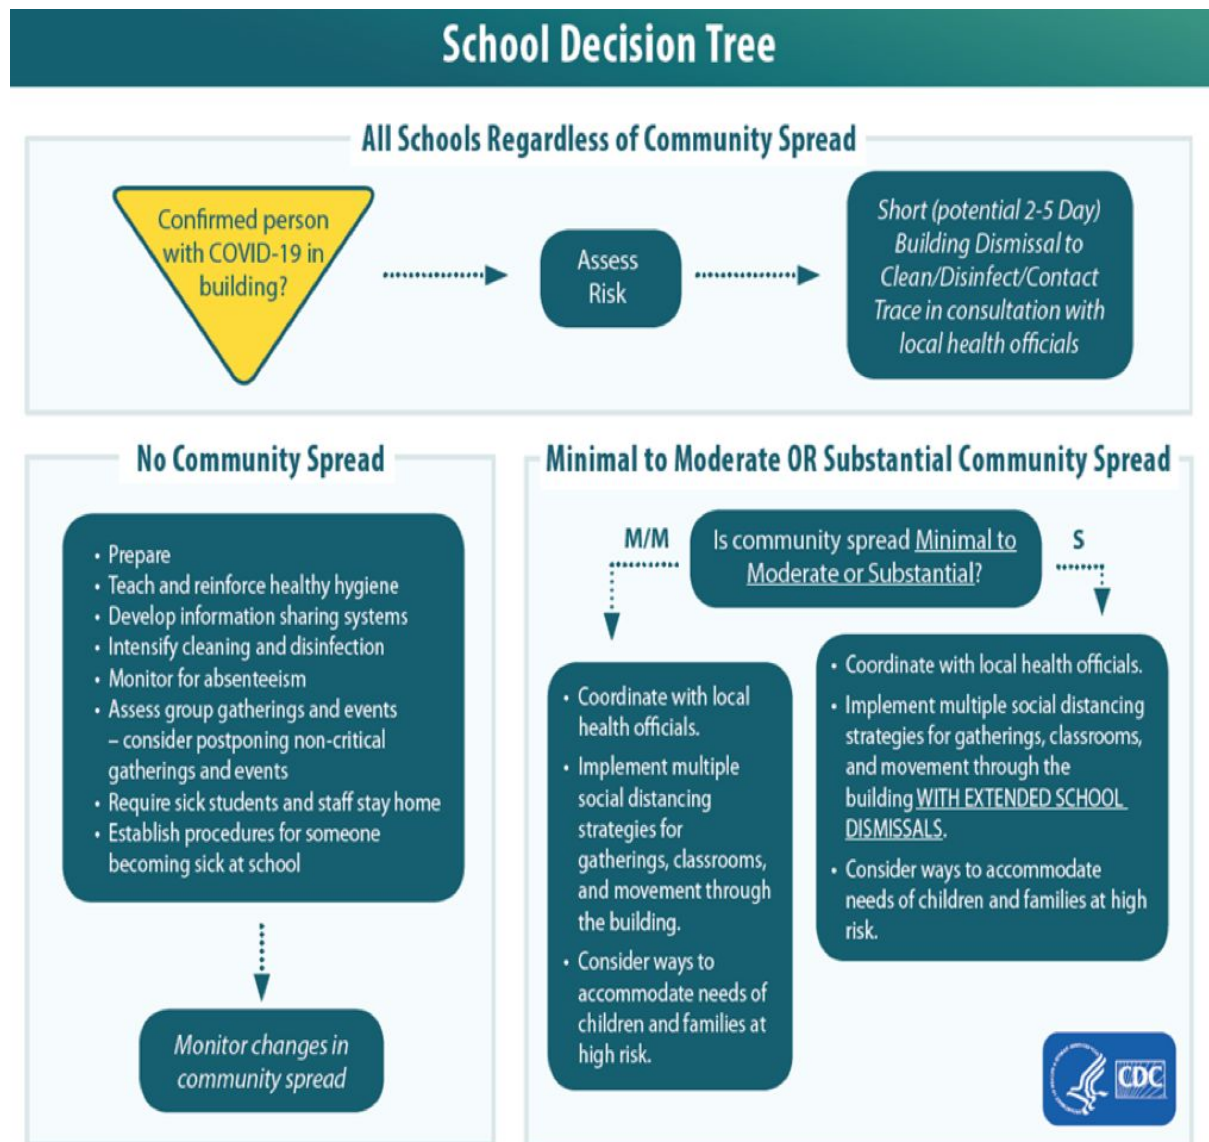 School Decision Tree
All Schools Regardless of Community Spread
Confirmed person
with COVID-19 in
building?
Assess
Risk
Short (potential 2-5 Day)
Building Dismissal to
Clean/Disinfect/Contact
Trace in consultation with
local health officials
No Community Spread
• Prepare
• Teach and reinforce healthy hygiene
• Develop information sharing systems
• Intensify cleaning and disinfection
• Monitor for absenteeism
• Assess group gatherings and events
– consider postponing non-critical
gatherings and events
• Require sick students and staff stay home
• Establish procedures for someone
becoming sick at school
Monitor changes in
community spread
Minimal to Moderate OR Substantial Community Spread
M/M
Is community spread Minimal to
Moderate or Substantial?
S
• Coordinate with local
health officials.
• Implement multiple
social distancing
strategies for
gatherings, classrooms,
and movement through
the building.
• Consider ways to
accommodate needs of
children and families at
high risk.
• Coordinate with local health officials.
• Implement multiple social distancing
strategies for gatherings, classrooms,
and movement through the
building WITH EXTENDED SCHOOL
DISMISSALS.
• Consider ways to accommodate
needs of children and families at high
risk.
CDC